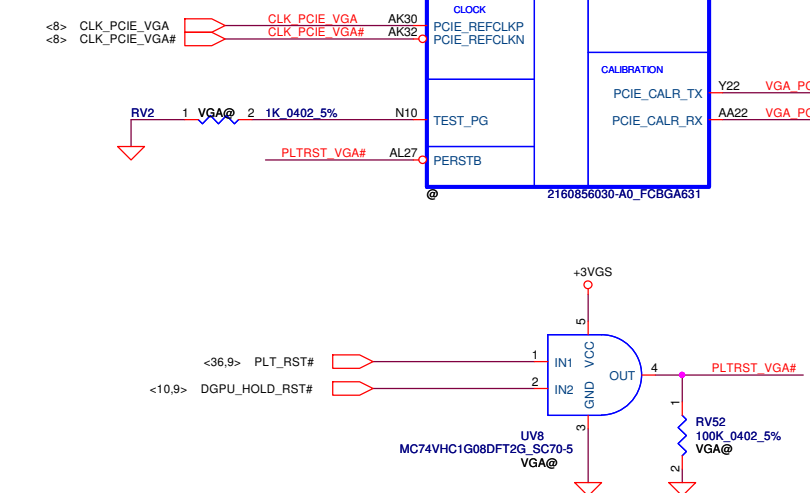 CLOCK
<8> CLK_PCIE_VGA CLK_PCIE_VGA AK30 PCIE_REFCLKP
<8> CLK_PCIE_VGA# CLK_PCIE_VGA# AK32 PCIE_REFCLKN
CALIBRATION
PCIE_CALR_TX Y22 VGA_PC
RV2 1 VGA@ 2 1K_0402_5% N10 TEST_PG PCIE_CALR_RX AA22 VGA_PC
PLTRST_VGA# AL27 PERSTB
@ 2160856030-A0_FCBGA631
+3VGS
5
<36,9> PLT_RST# 1 IN1 VCC
OUT 4 PLTRST_VGA#
<10,9> DGPU_HOLD_RST# 2 IN2 GND
1
3
RV52
UV8 100K_0402_5%
MC74VHC1G08DFT2G_SC70-5 VGA@
VGA@ 2